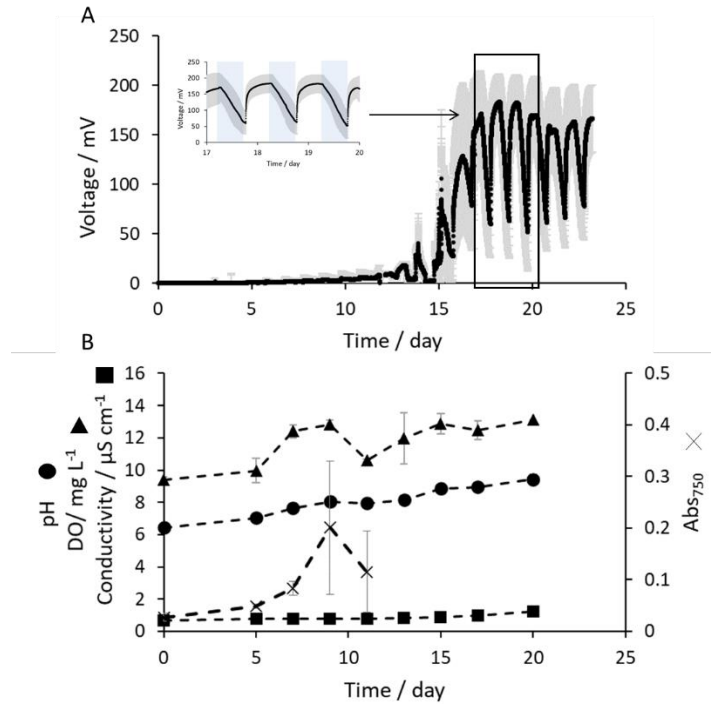 A
250
200
150
100
50
0
Voltage / mV
0 5 10 15 20 25
Time / day
250
200
150
100
50
0
Voltage / mV
17 18 19 20
Time / day
B
16
14
12
10
8
6
4
2
0
pH
DO/ mg L-1
Conductivity / µS cm-1
0.5
0.4
0.3
0.2
0.1
0
Abs750
0 5 10 15 20 25
Time / day